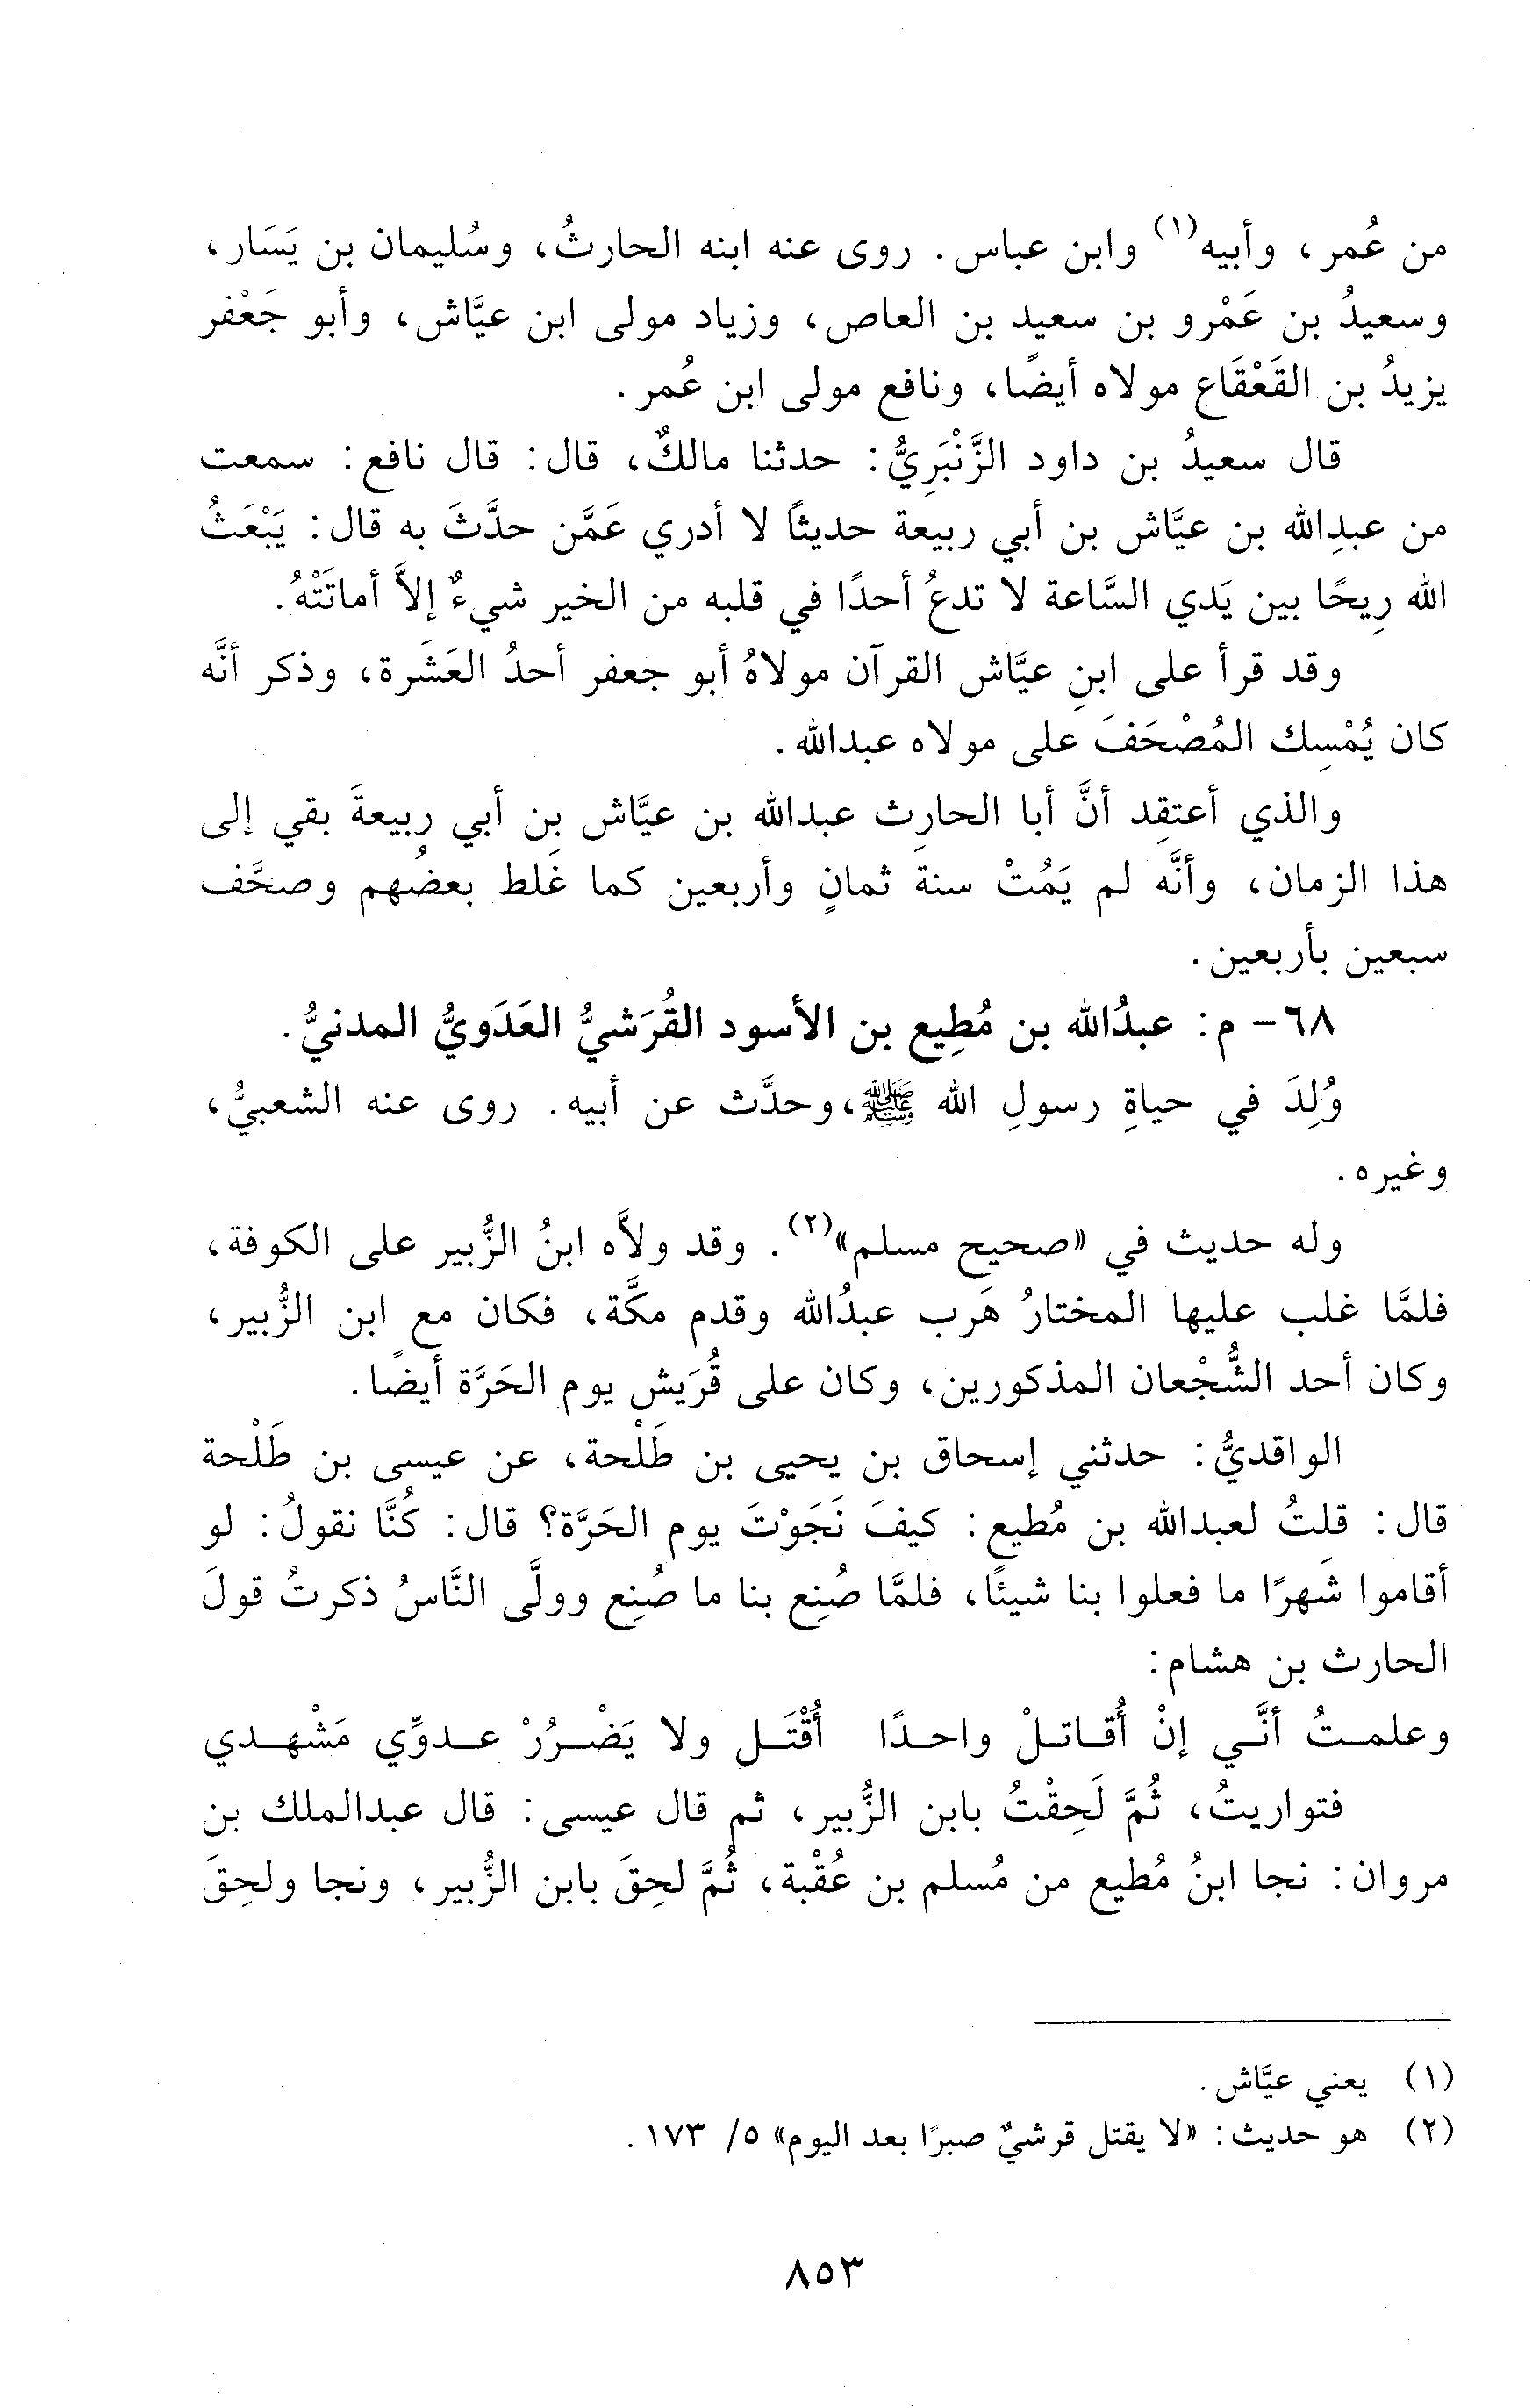 من عُمر، وأبيه(١) وابن عباس. روى عنه ابنه الحارثُ، وسُليمان بن يَسَار،
وسعيدُ بن عَمْرو بن سعيد بن العاص، وزياد مولى ابن عيَّاش، وأبو جَعْفر
يزيدُ بن القَعْقَاع مولاه أيضًا، ونافع مولى ابن عُمر.
قال سعيدُ بن داود الزَّنْبَرِيُّ: حدثنا مالكٌ، قال: قال نافع: سمعت
من عبدِالله بن عيَّاش بن أبي ربيعة حديثًا لا أدري عَمَّن حدَّثَ به قال: يَبْعَثُ
الله رِيحًا بين يَدي السَّاعة لا تدعُ أحدًا في قلبه من الخير شيءٌ إلاَّ أماتَتْهُ.
وقد قرأ على ابنِ عيَّاش القرآن مولاهُ أبو جعفر أحدُ العَشَرة، وذكر أنَّه
كان يُمْسِك المُصْحَفَ على مولاه عبدالله.
والذي أعتقِد أنَّ أبا الحارِث عبدالله بن عيَّاش بن أبي ربيعةَ بقي إلى
هذا الزمان، وأنَّه لم يَمُتْ سنة ثمانٍ وأربعين كما غَلط بعضُهم وصحَّف
سبعين بأربعين.
٦٨- م: عبدُالله بن مُطِيع بن الأسود القُرَشيُّ العَدَويُّ المدنيُّ.
وُلِدَ في حياةِ رسولِ الله ﷺ، وحدَّث عن أبيه. روى عنه الشعبيُّ،
وغيره.
وله حديث في «صحيح مسلم»(٢). وقد ولاَّه ابنُ الزُّبير على الكوفة،
فلمَّا غلب عليها المختارُ هَرب عبدُالله وقدم مكَّة، فكان مع ابن الزُّبير،
وكان أحد الشُّجْعان المذكورين، وكان على قُرَيش يوم الحَرَّة أيضًا.
الواقديُّ: حدثني إسحاق بن يحيى بن طَلْحة، عن عيسى بن طَلْحة
قال: قلتُ لعبدالله بن مُطيع: كيفَ نَجَوْتَ يوم الحَرَّة؟ قال: كُنَّا نقولُ: لو
أقاموا شَهرًا ما فعلوا بنا شيئًا، فلمَّا صُنِع بنا ما صُنِع وولَّى النَّاسُ ذكرتُ قولَ
الحارث بن هشام:
وعلمتُ أنَّي إنْ أُقاتلْ واحدًا أُقْتَل ولا يَضْررُ عدوِّي مَشْهدي
فتواريتُ، ثُمَّ لَحِقْتُ بابن الزُّبير، ثم قال عيسى: قال عبدالملك بن
مروان: نجا ابنُ مُطيع من مُسلم بن عُقْبة، ثُمَّ لحِقَ بابن الزُّبير، ونجا ولحِقَ
(١) يعني عيَّاش.
(٢) هو حديث: «لا يقتل قرشيٌ صبرًا بعد اليوم» ٥/ ١٧٣.
٨٥٣